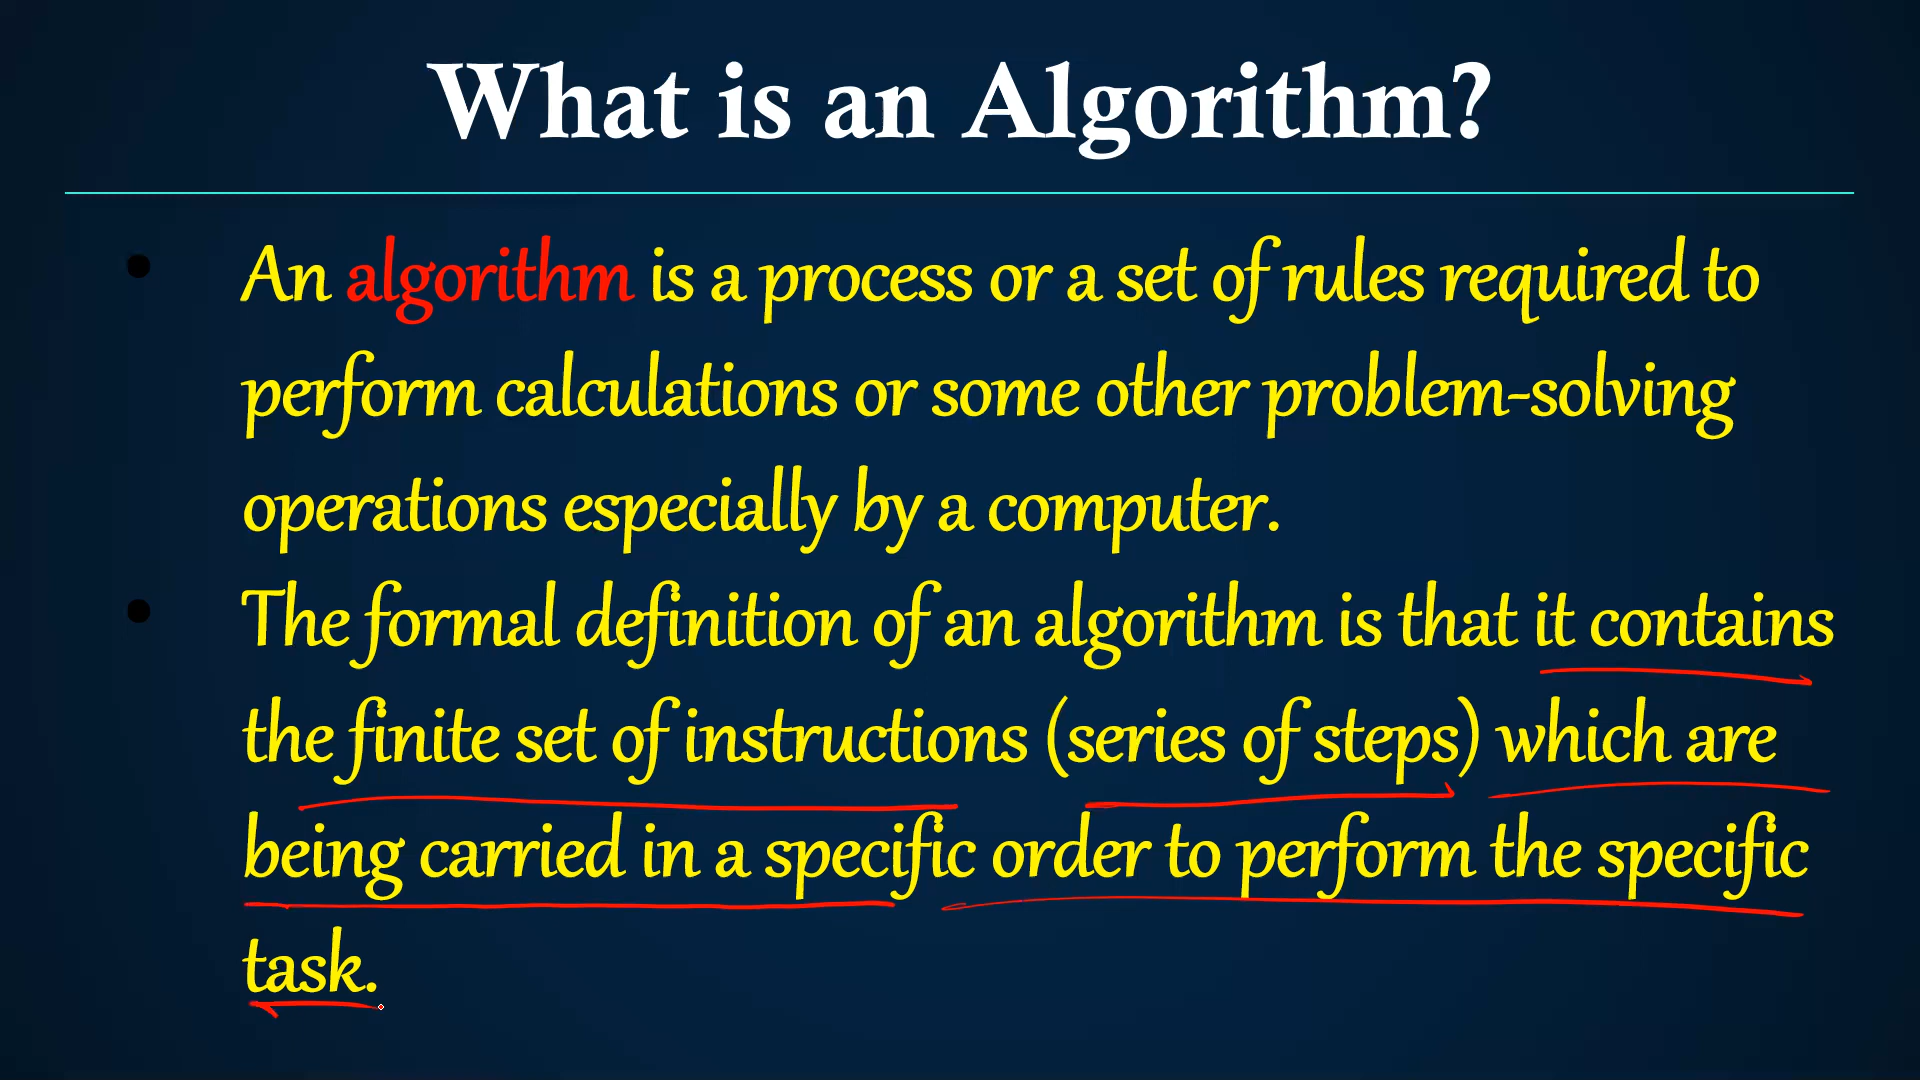 What is an Algorithm?
• An algorithm is a process or a set of rules required to
perform calculations or some other problem-solving
operations especially by a computer.
• The formal definition of an algorithm is that it contains
the finite set of instructions (series of steps) which are
being carried in a specific order to perform the specific
task.